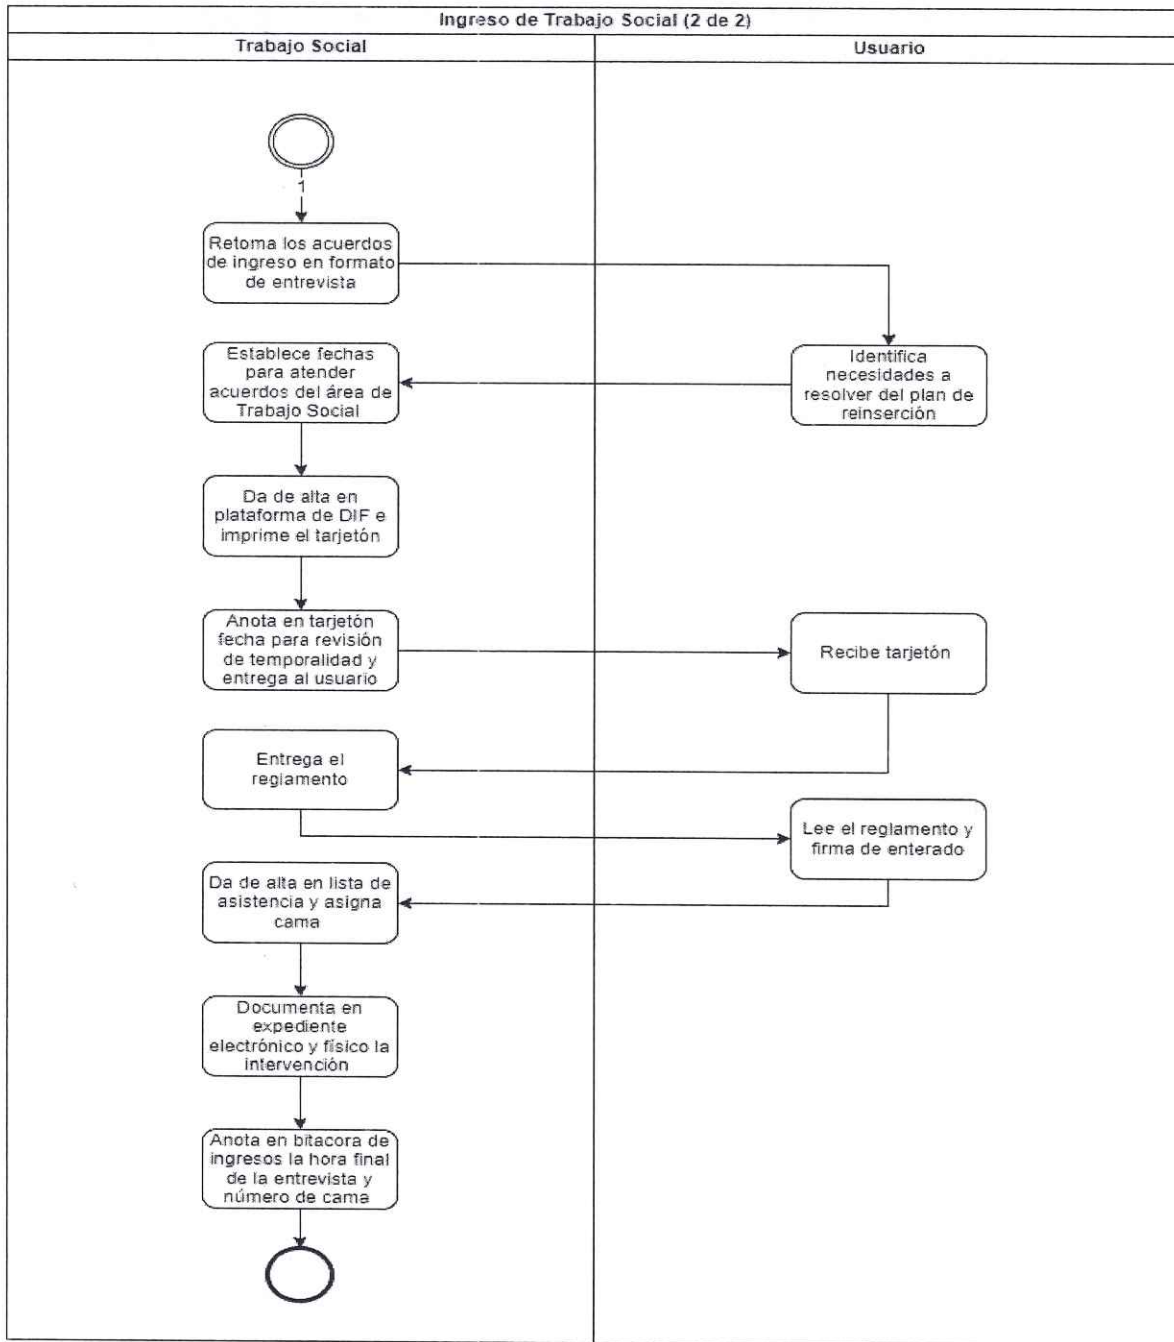 Ingreso de Trabajo Social (2 de 2)
Trabajo Social
Usuario
1
Retoma los acuerdos
de ingreso en formato
de entrevista
Identifica
necesidades a
resolver del plan de
reinserción
Establece fechas
para atender
acuerdos del área de
Trabajo Social
Da de alta en
plataforma de DIF e
imprime el tarjetón
Anota en tarjetón
fecha para revisión
de temporalidad y
entrega al usuario
Recibe tarjetón
Entrega el
reglamento
Lee el reglamento y
firma de enterado
Da de alta en lista de
asistencia y asigna
cama
Documenta en
expediente
electrónico y físico la
intervención
Anota en bitacora de
ingresos la hora final
de la entrevista y
número de cama